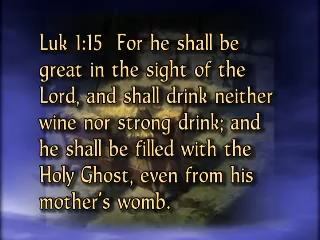 Luk 1:15  For he shall be
great in the sight of the
Lord, and shall drink neither
wine nor strong drink; and
he shall be filled with the
Holy Ghost, even from his
mother's womb.